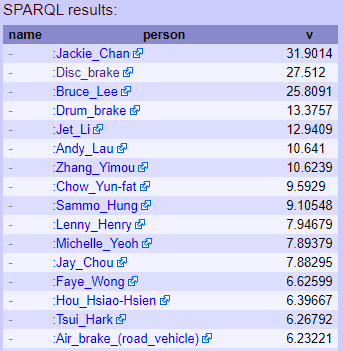 SPARQL results:
name person v
- :Jackie_Chan 31.9014
- :Disc_brake 27.512
- :Bruce_Lee 25.8091
- :Drum_brake 13.3757
- :Jet_Li 12.9409
- :Andy_Lau 10.641
- :Zhang_Yimou 10.6239
- :Chow_Yun-fat 9.5929
- :Sammo_Hung 9.10548
- :Lenny_Henry 7.94679
- :Michelle_Yeoh 7.89379
- :Jay_Chou 7.88295
- :Faye_Wong 6.62599
- :Hou_Hsiao-Hsien 6.39667
- :Tsui_Hark 6.26792
- :Air_brake_(road_vehicle) 6.23221